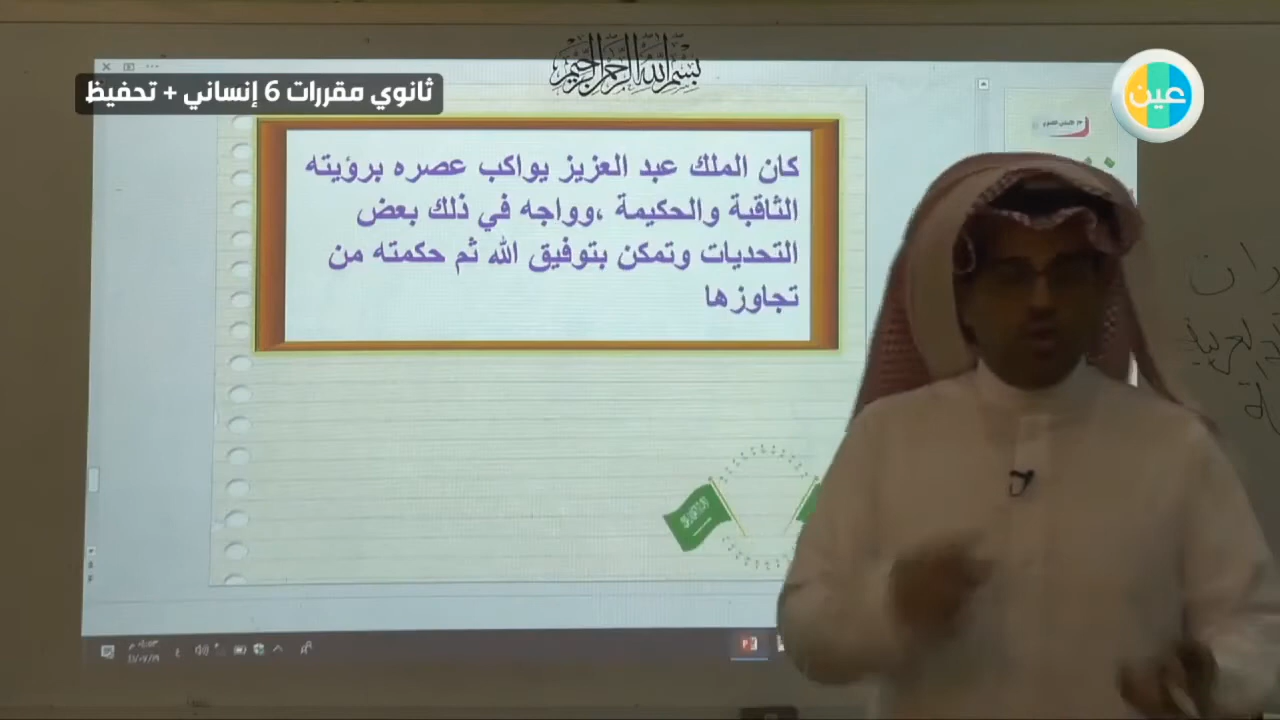 بسم الله الرحمن الرحيم
ثانوي مقررات 6 إنساني + تحفيظ
عين
كان الملك عبد العزيز يواكب عصره برؤيته
الثاقبة والحكيمة ،وواجه في ذلك بعض
التحديات وتمكن بتوفيق الله ثم حكمته من
تجاوزها